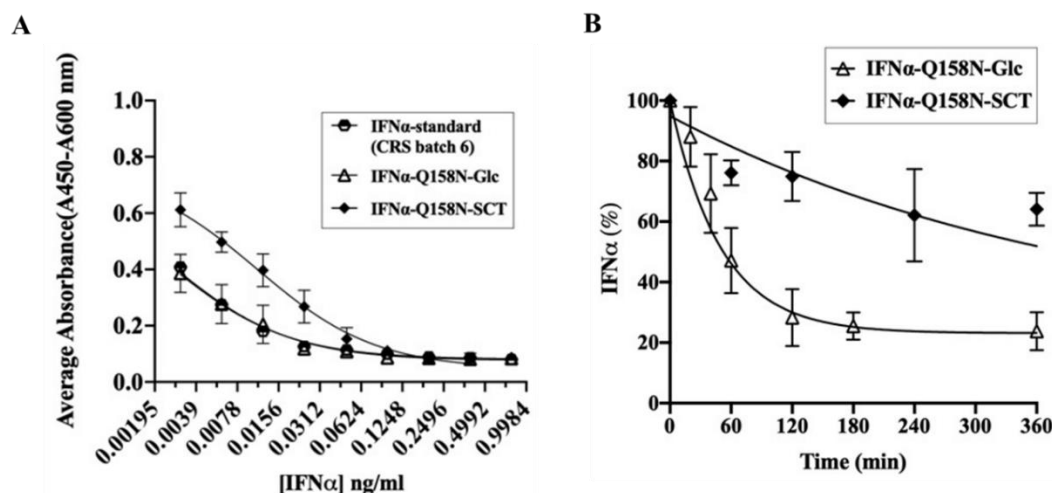 A
Average Absorbance(A450-A600 nm)
1.0
0.8
0.6
0.4
0.2
0.0
IFNα-standard
(CRS batch 6)
IFNα-Q158N-Glc
IFNα-Q158N-SCT
0.00195
0.0039
0.0078
0.0156
0.0312
0.0624
0.1248
0.2496
0.4992
0.9984
[IFNα] ng/ml
B
IFNα (%)
100
80
60
40
20
0
IFNα-Q158N-Glc
IFNα-Q158N-SCT
0
60
120
180
240
300
360
Time (min)